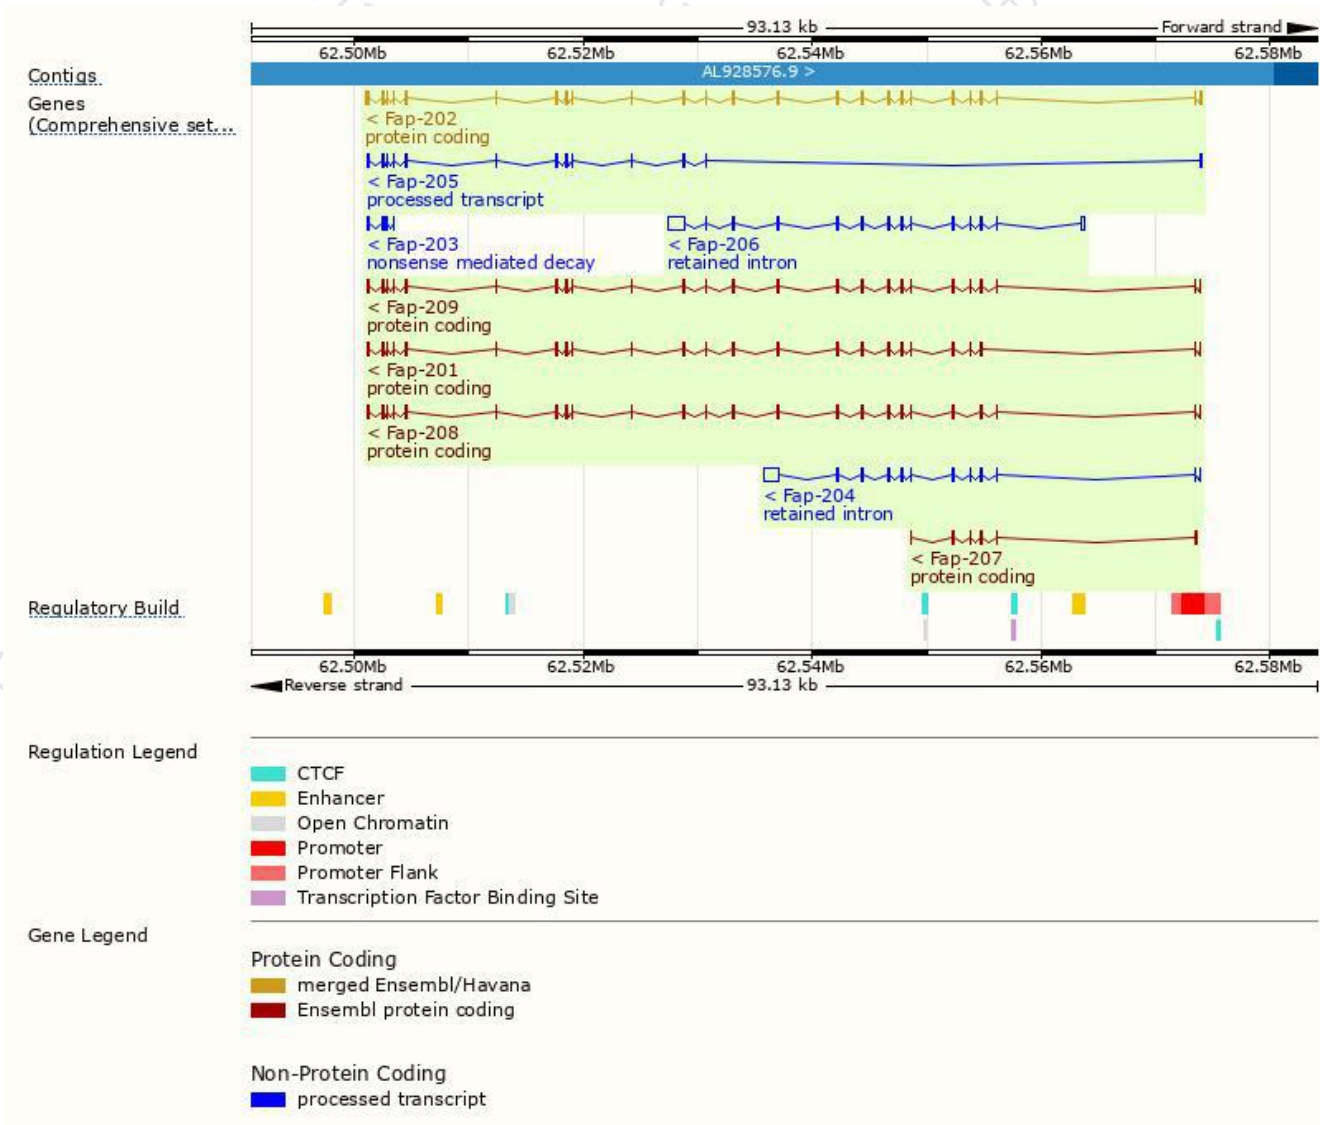 93.13 kb Forward strand
62.50Mb 62.52Mb 62.54Mb 62.56Mb 62.58Mb
Contigs AL928576.9 >
Genes
(Comprehensive set...
< Fap-202
protein coding
< Fap-205
processed transcript
< Fap-203 < Fap-206
nonsense mediated decay retained intron
< Fap-209
protein coding
< Fap-201
protein coding
< Fap-208
protein coding
< Fap-204
retained intron
< Fap-207
protein coding
Regulatory Build
62.50Mb 62.52Mb 62.54Mb 62.56Mb 62.58Mb
Reverse strand 93.13 kb
Regulation Legend
CTCF
Enhancer
Open Chromatin
Promoter
Promoter Flank
Transcription Factor Binding Site
Gene Legend
Protein Coding
merged Ensembl/Havana
Ensembl protein coding
Non-Protein Coding
processed transcript